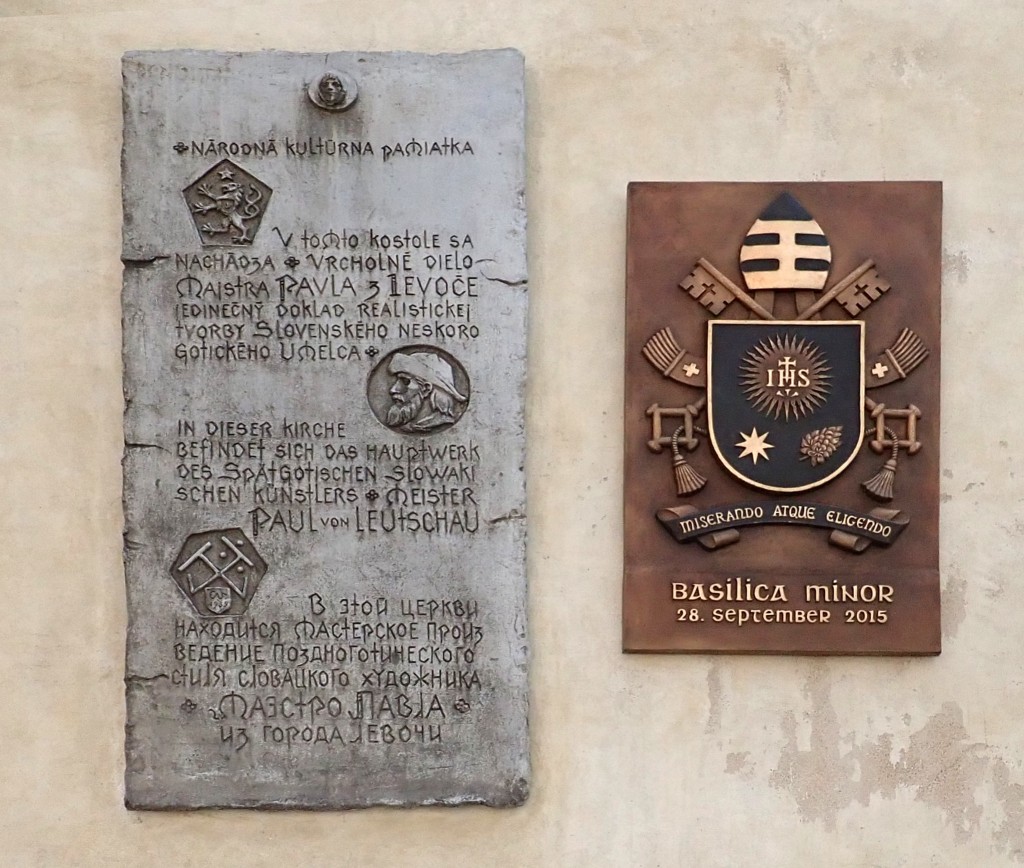 NÁRODNÁ KULTÚRNA PAMIATKA
V TOMTO KOSTOLE SA
NACHÁDZA VRCHOLNÉ DIELO
MAJSTRA PAVLA Z LEVOČE
JEDINEČNÝ DOKLAD REALISTICKEJ
TVORBY SLOVENSKÉHO NESKORO
GOTICKÉHO UMELCA
IN DIESER KIRCHE
BEFINDET SICH DAS HAUPTWERK
DES SPÄTGOTISCHEN SLOWAKI
SCHEN KÜNSTLERS MEISTER
PAUL VON LEUTSCHAU
В ЭТОЙ ЦЕРКВИ
НАХОДИТСЯ МАСТЕРСКОЕ ПРОИЗ
ВЕДЕНИЕ ПОЗДНОГОТИЧЕСКОГО
СТИЛЯ СЛОВАЦКОГО ХУДОЖНИКА
МАЭСТРО ПАВЛА
ИЗ ГОРОДА ЛЕВОЧИ
IHS
MISERANDO ATQUE ELIGENDO
BASILICA MINOR
28. SEPTEMBER 2015